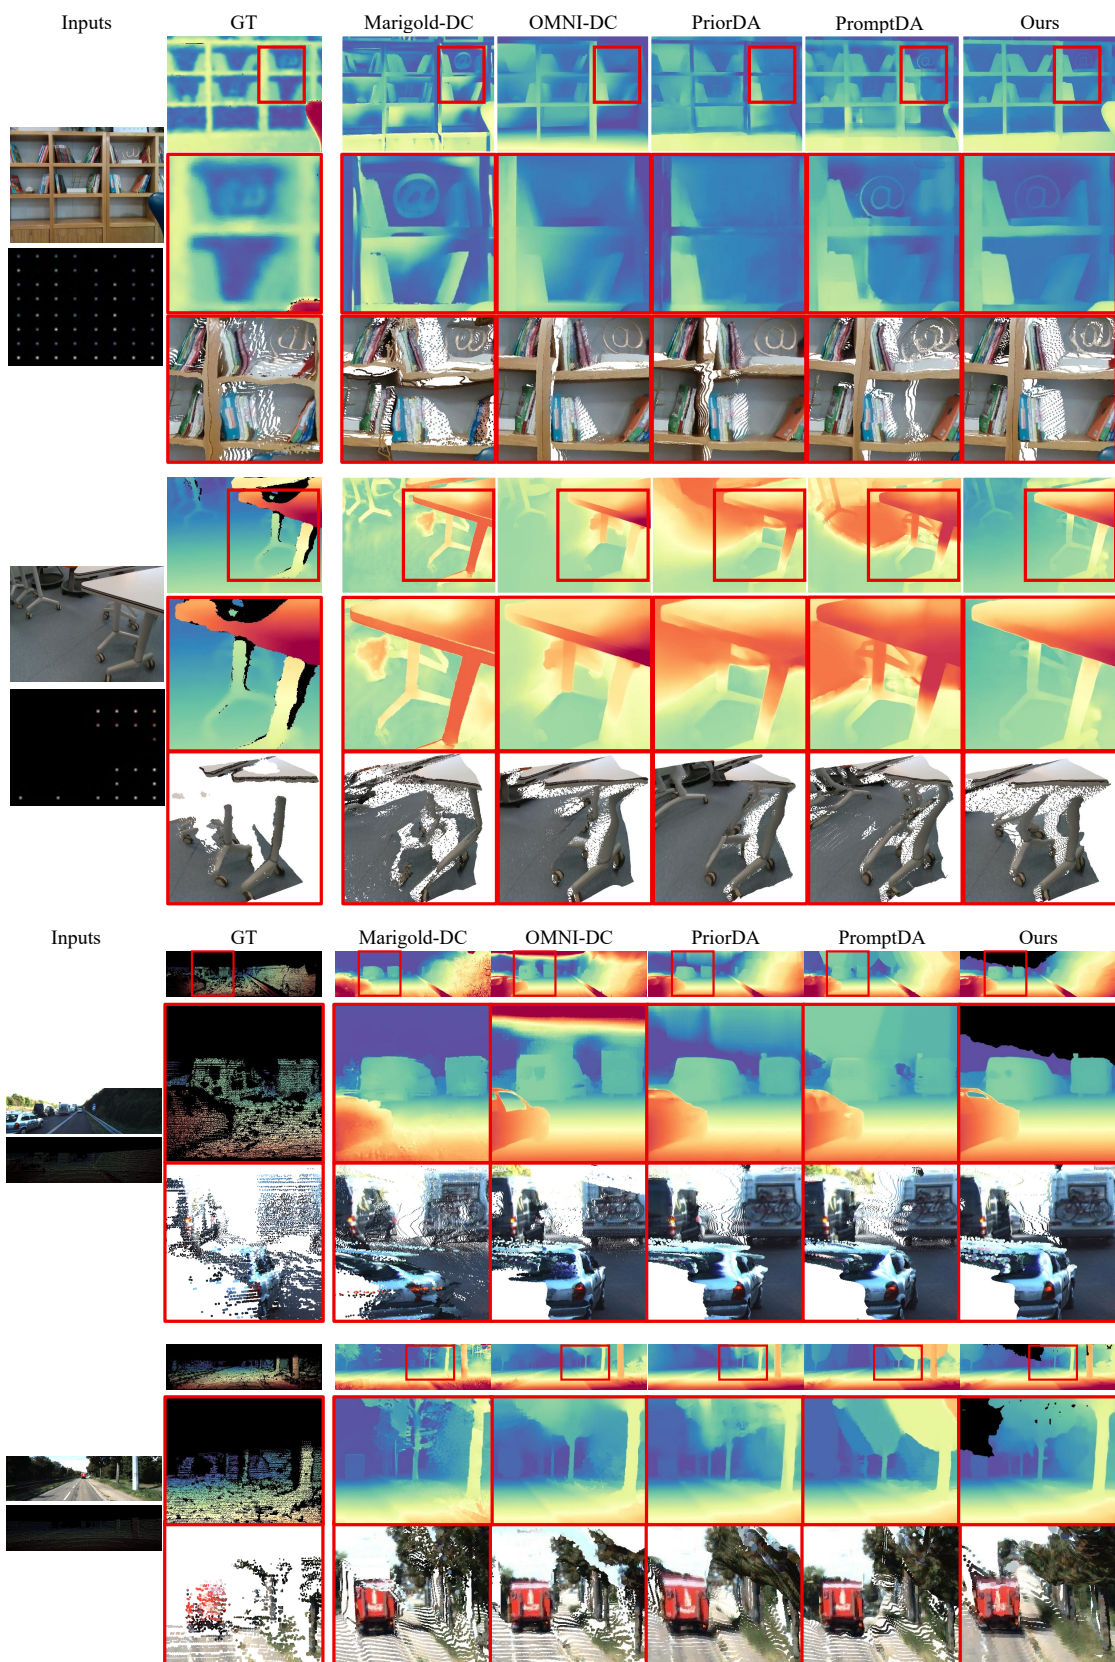 Inputs GT Marigold-DC OMNI-DC PriorDA PromptDA Ours
@
@ @ @ @
@ @ @ @ @ @
Inputs GT Marigold-DC OMNI-DC PriorDA PromptDA Ours